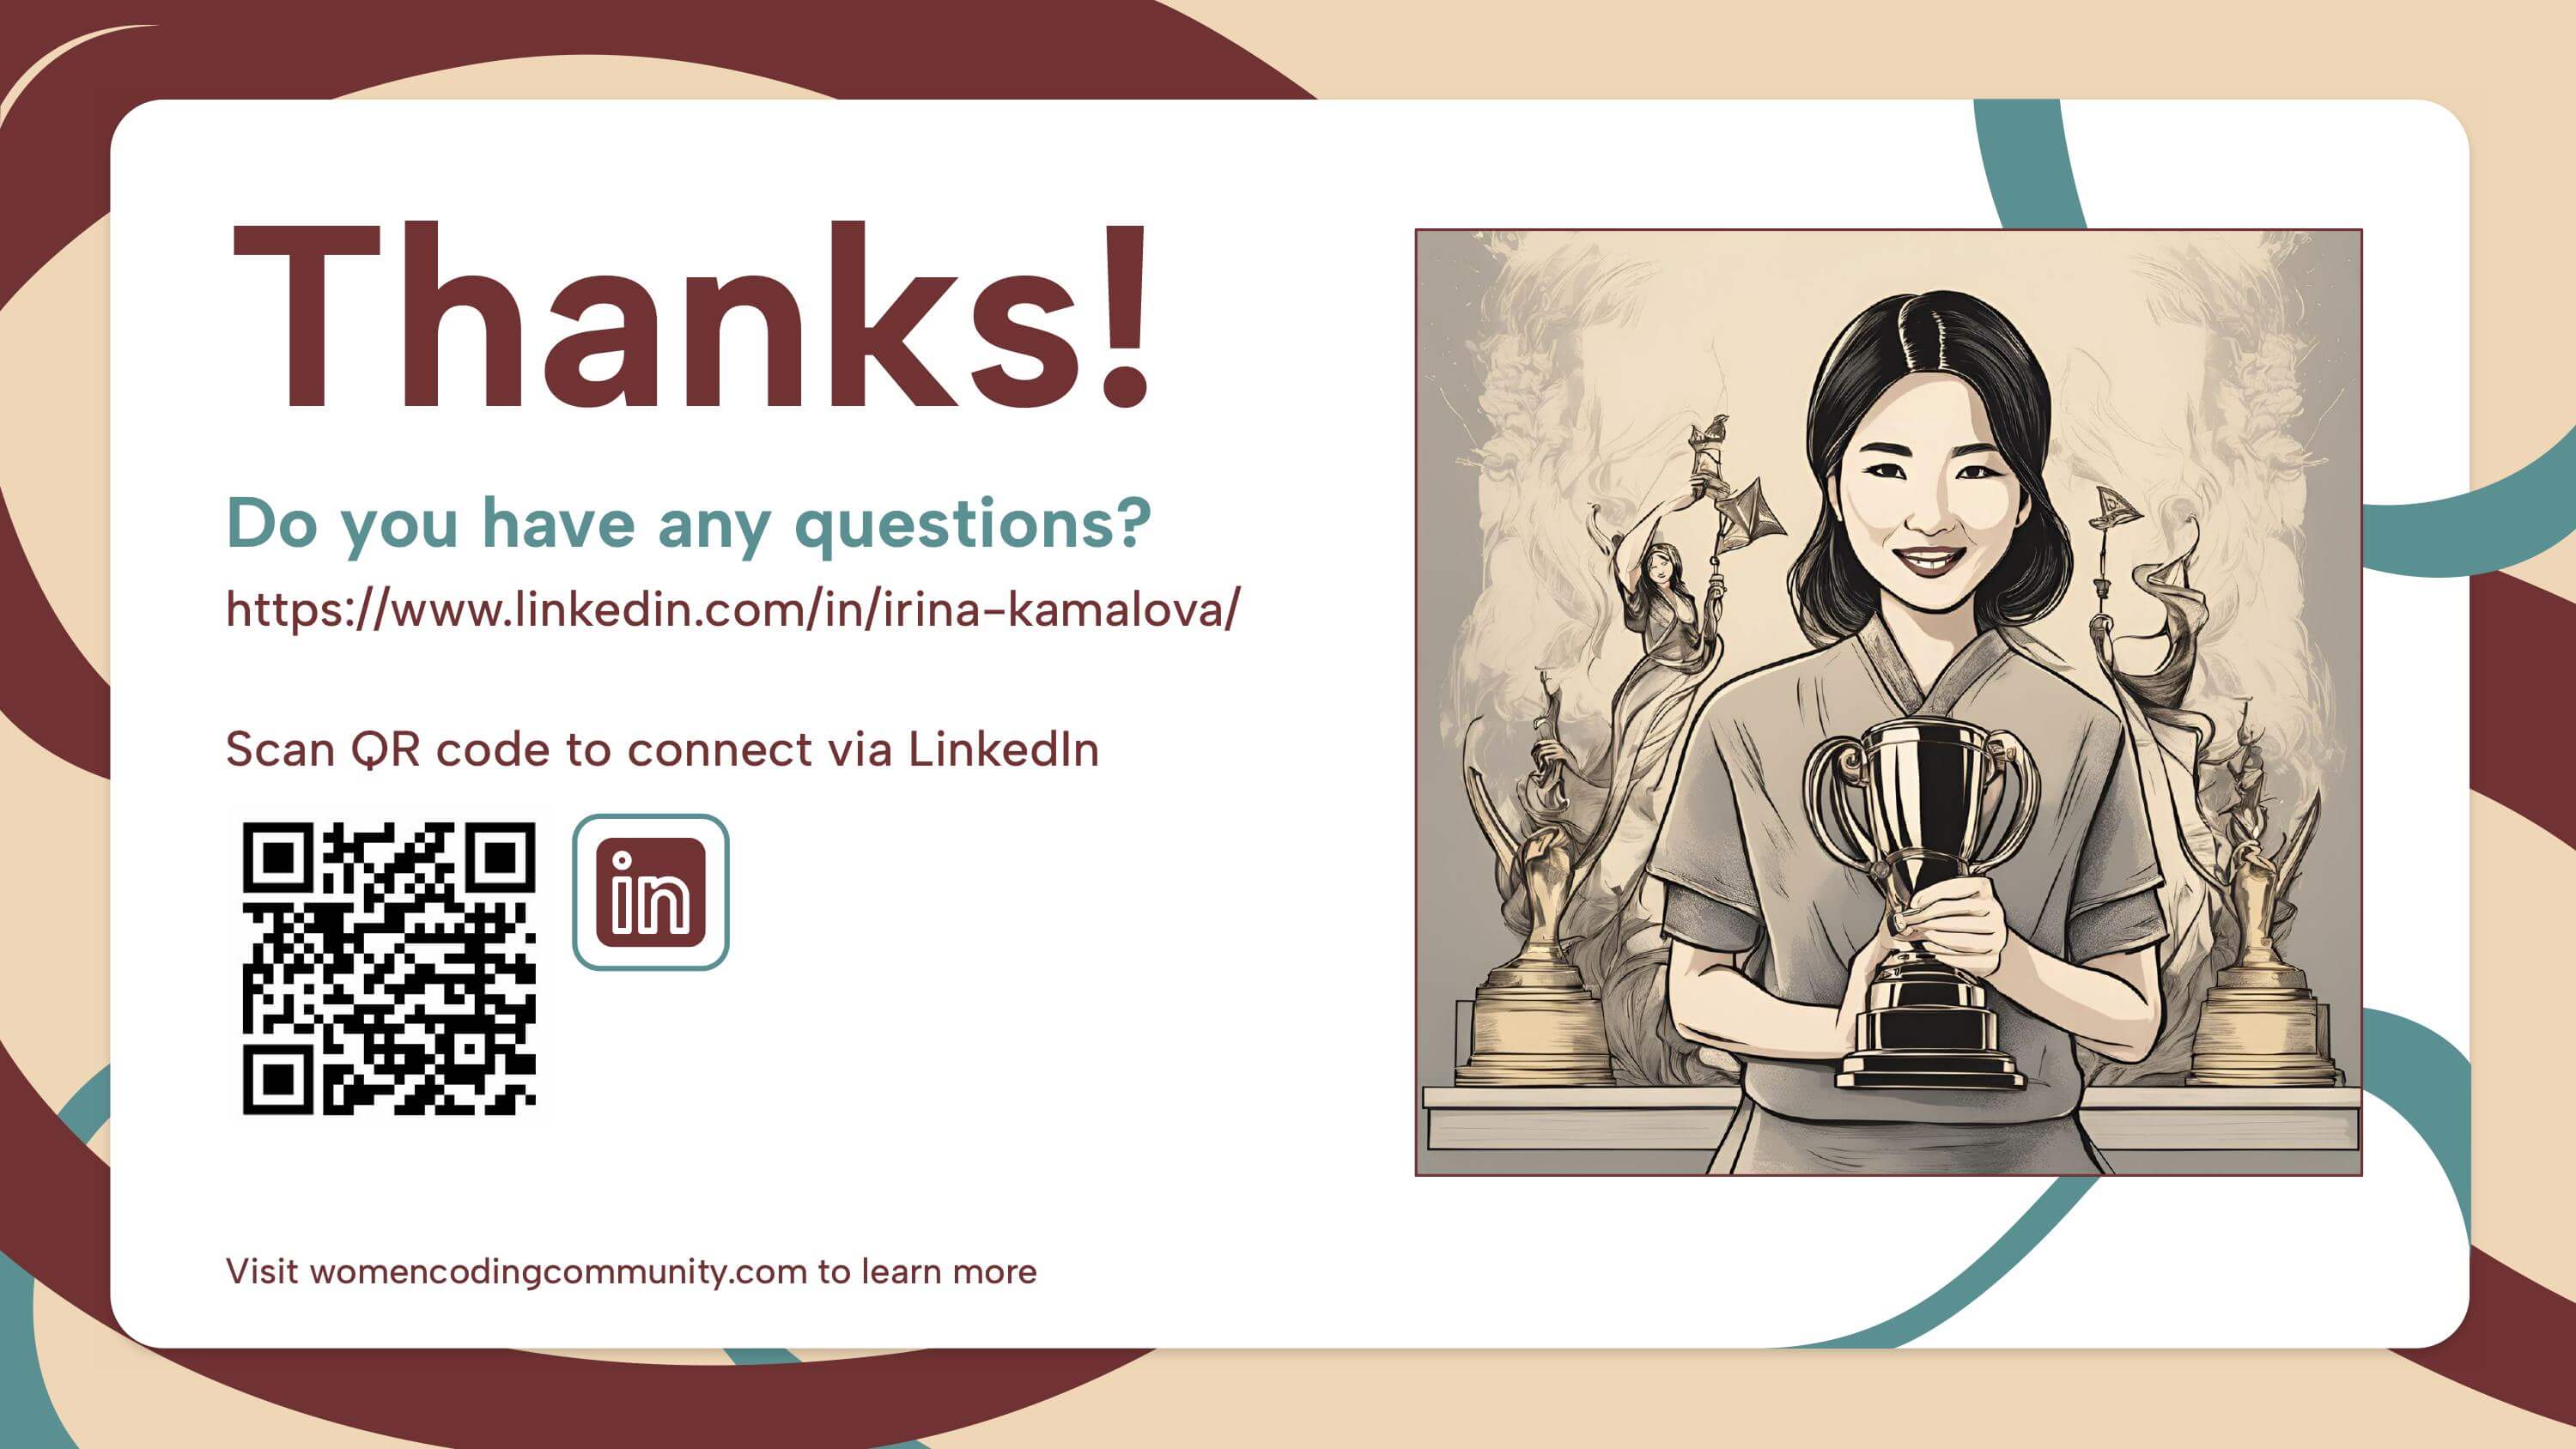 Thanks!
Do you have any questions?
https://www.linkedin.com/in/irina-kamalova/
Scan QR code to connect via LinkedIn
in
Visit womencodingcommunity.com to learn more